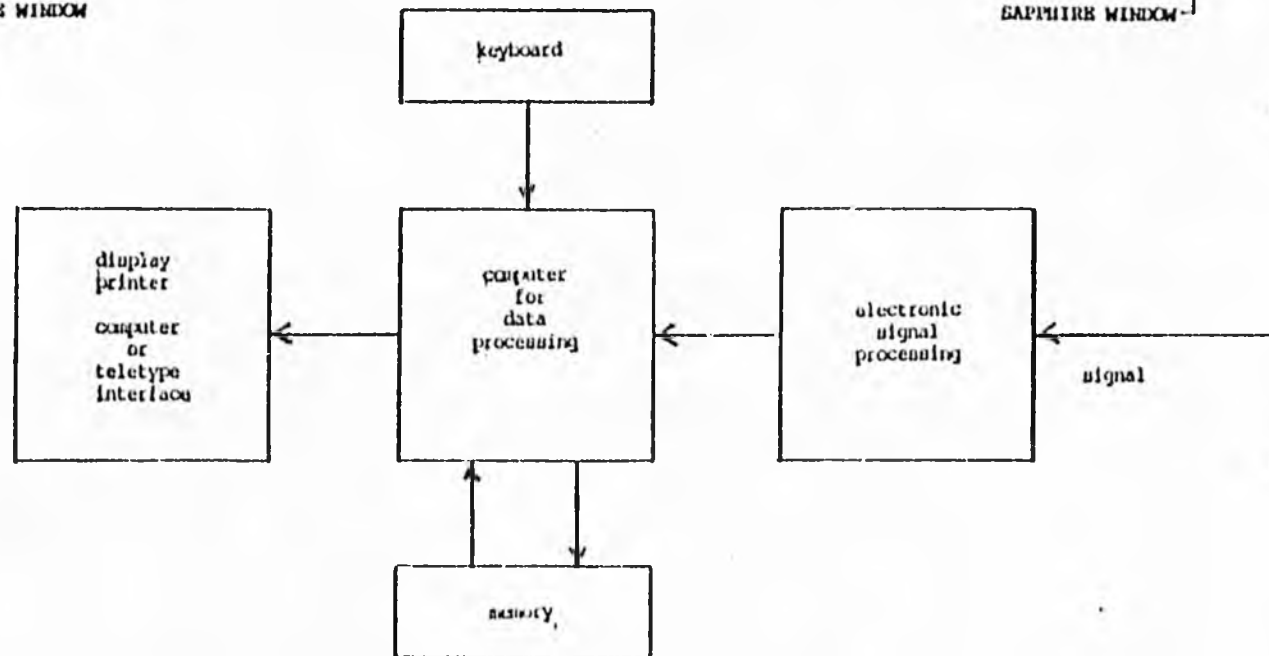 WINDOW
SAPPHIRE WINDOW
keyboard
display
printer
computer
or
teletype
interface
computer
for
data
processing
electronic
signal
processing
signal
memory